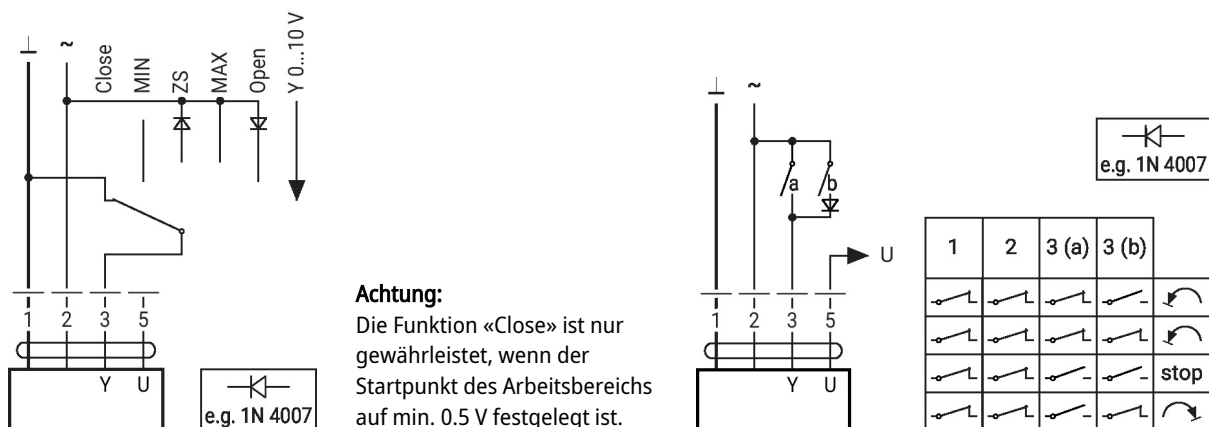 ⊥ ~ Close MIN ZS MAX Open Y 0...10 V
1 2 3 5
Y U
e.g. 1N 4007
Achtung:
Die Funktion «Close» ist nur
gewährleistet, wenn der
Startpunkt des Arbeitsbereichs
auf min. 0.5 V festgelegt ist.
⊥ ~
a b
U
1 2 3 5
Y U
e.g. 1N 4007
1 2 3 (a) 3 (b)
stop